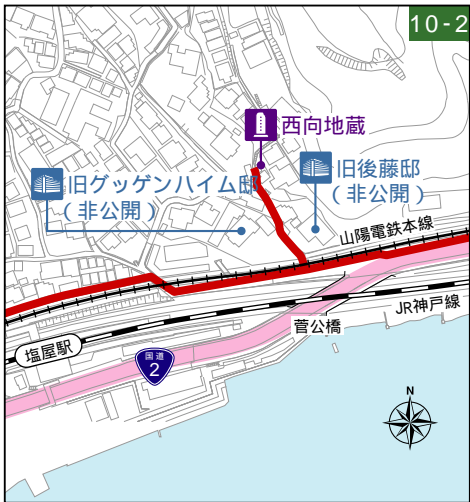 10-2
西向地蔵
旧グッゲンハイム邸
（非公開）
旧後藤邸
（非公開）
山陽電鉄本線
JR神戸線
菅公橋
塩屋駅
国道
2
N